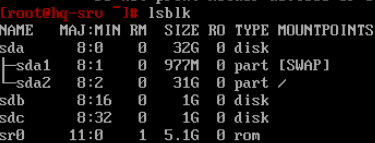 [root@hq-srv ~]# lsblk
NAME MAJ:MIN RM SIZE RO TYPE MOUNTPOINTS
sda 8:0 0 32G 0 disk
├─sda1 8:1 0 977M 0 part [SWAP]
└─sda2 8:2 0 31G 0 part /
sdb 8:16 0 1G 0 disk
sdc 8:32 0 1G 0 disk
sr0 11:0 1 5.1G 0 rom